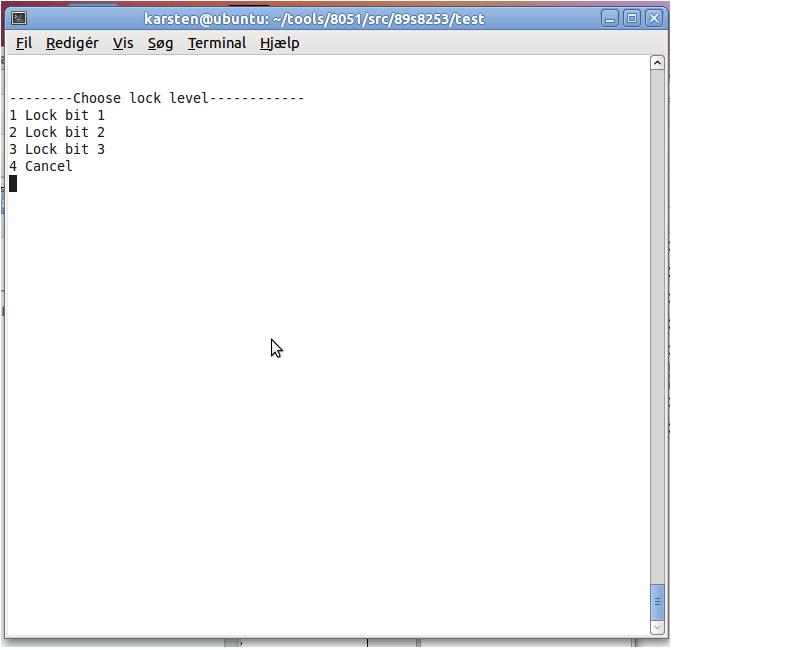 karsten@ubuntu: ~/tools/8051/src/89s8253/test
Fil Redigér Vis Søg Terminal Hjælp
--------Choose lock level------------
1 Lock bit 1
2 Lock bit 2
3 Lock bit 3
4 Cancel